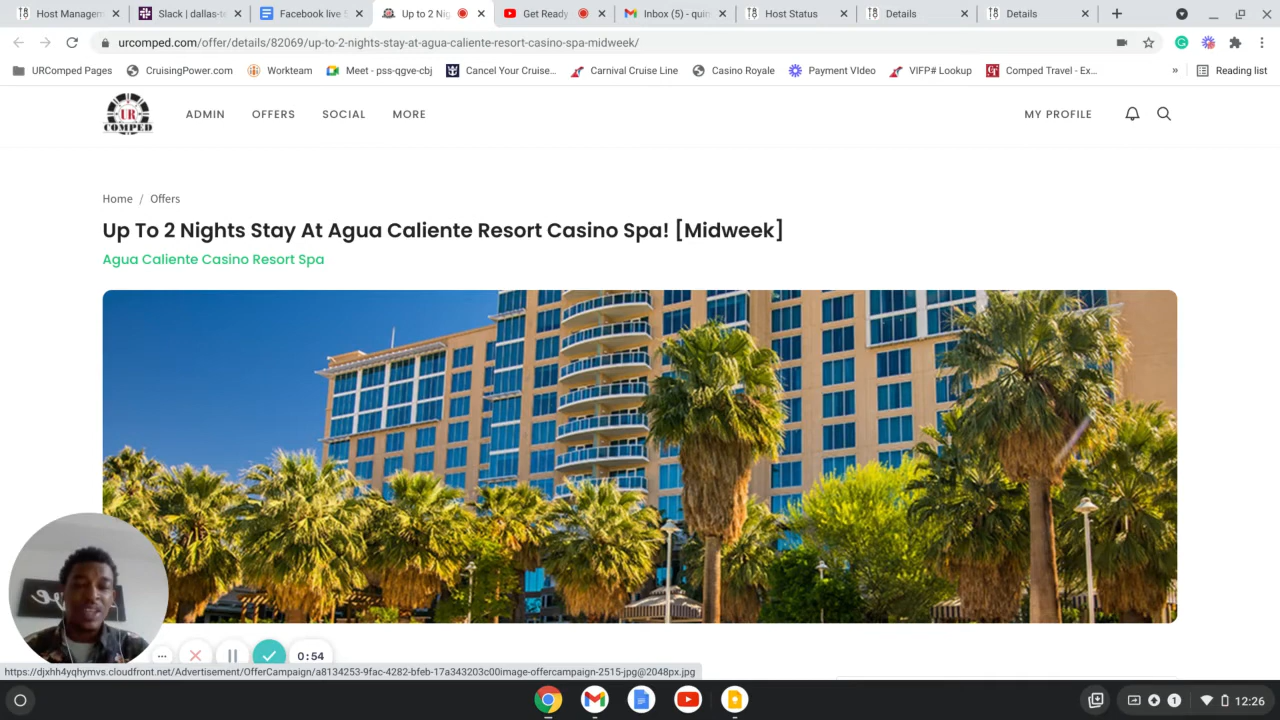 Host Managem
Slack | dallas-te
Facebook live
Up to 2 Nig
Get Ready
Inbox (5) - quin
Host Status
Details
Details
urcomped.com/offer/details/82069/up-to-2-nights-stay-at-agua-caliente-resort-casino-spa-midweek/
URComped Pages
CruisingPower.com
Workteam
Meet - pss-qgve-cbj
Cancel Your Cruise...
Carnival Cruise Line
Casino Royale
Payment VIdeo
VIFP# Lookup
Comped Travel - Ex...
»
Reading list
UR
COMPED
ADMIN
OFFERS
SOCIAL
MORE
MY PROFILE
Home / Offers
Up To 2 Nights Stay At Agua Caliente Resort Casino Spa! [Midweek]
Agua Caliente Casino Resort Spa
0:54
https://djxhh4yqhymvs.cloudfront.net/Advertisement/OfferCampaign/a8134253-9fac-4282-bfeb-17a343203c00image-offercampaign-2515-jpg@2048px.jpg
1
12:26